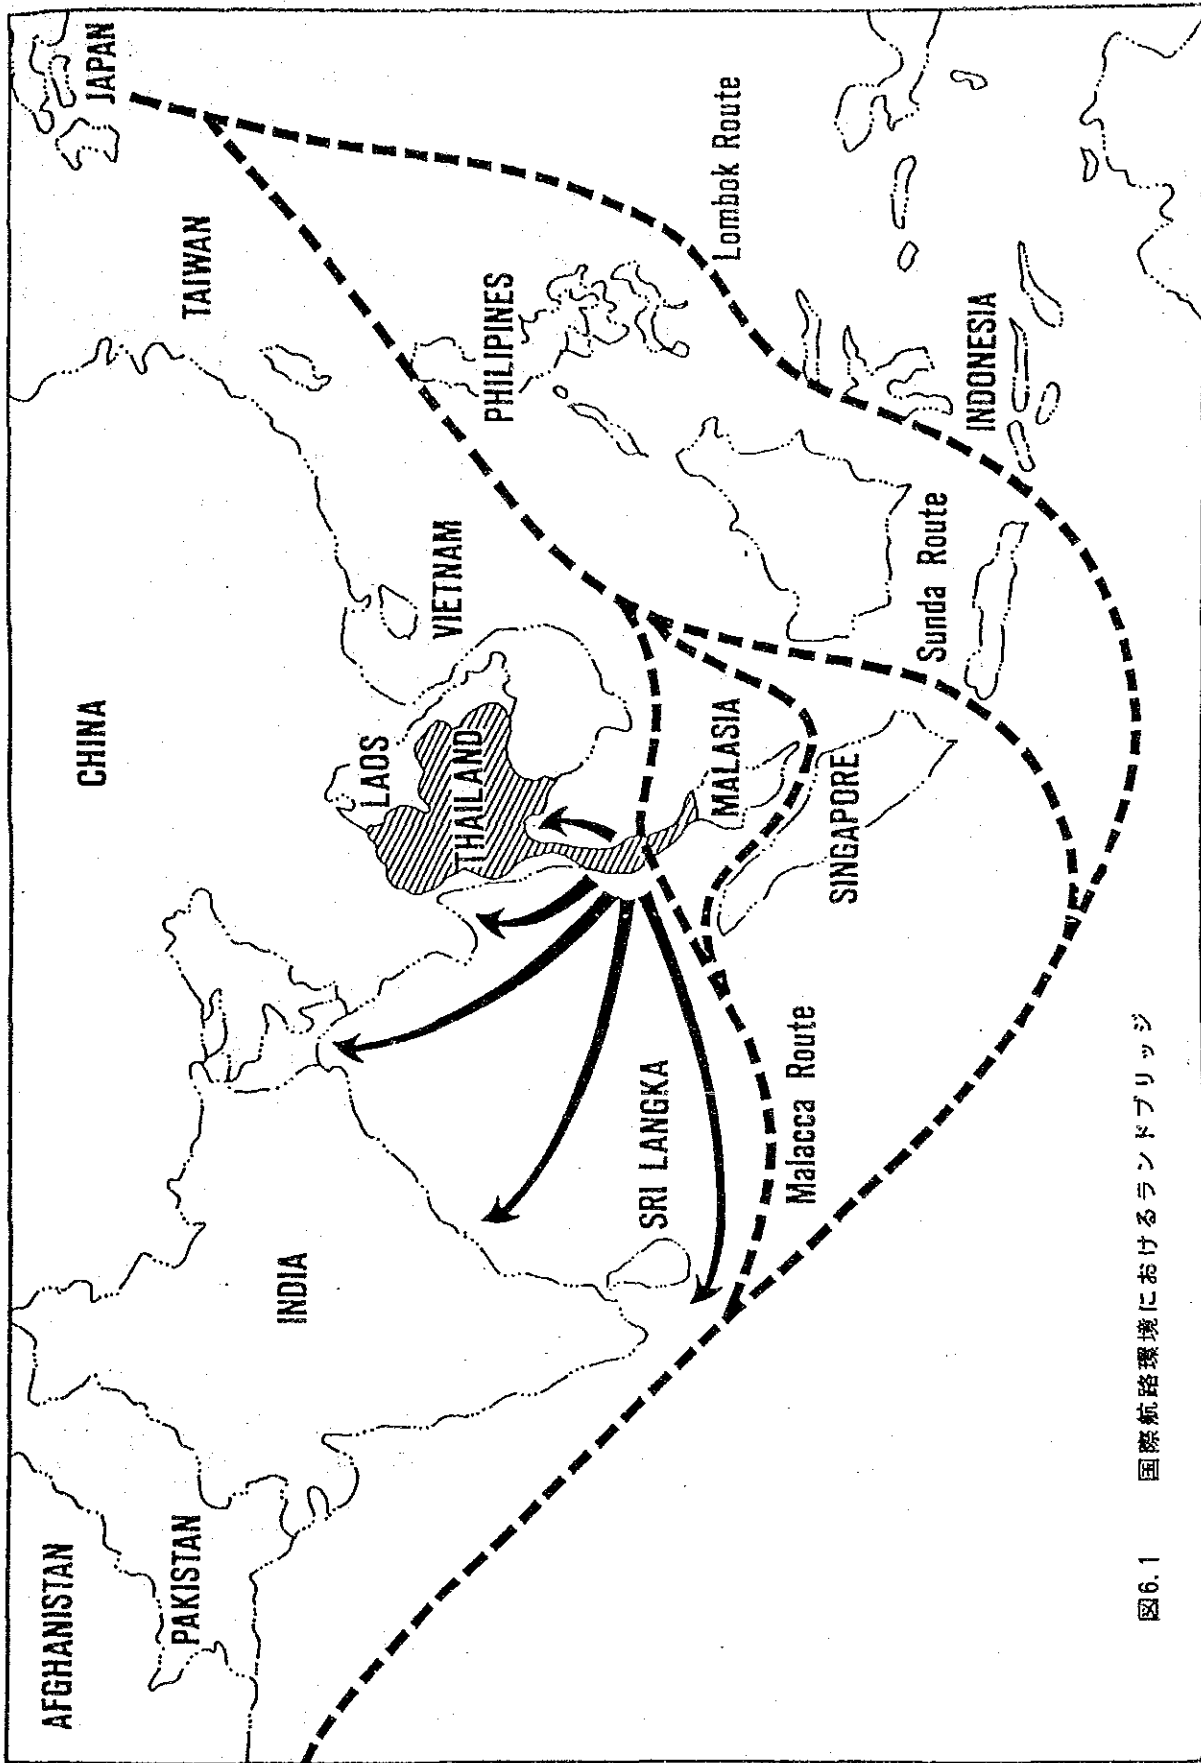 AFGHANISTAN
PAKISTAN
INDIA
CHINA
JAPAN
TAIWAN
LAOS
THAILAND
VIETNAM
PHILIPINES
SRI LANGKA
MALASIA
SINGAPORE
INDONESIA
Malacca Route
Sunda Route
Lombok Route
図6.1 国際航路環境におけるランドブリッジ